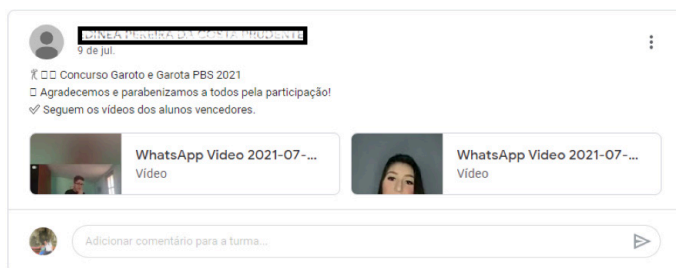 9 de jul.
Concurso Garoto e Garota PBS 2021
Agradecemos e parabenizamos a todos pela participação!
Seguem os vídeos dos alunos vencedores.
WhatsApp Video 2021-07-...
Vídeo
WhatsApp Video 2021-07-...
Vídeo
Adicionar comentário para a turma...